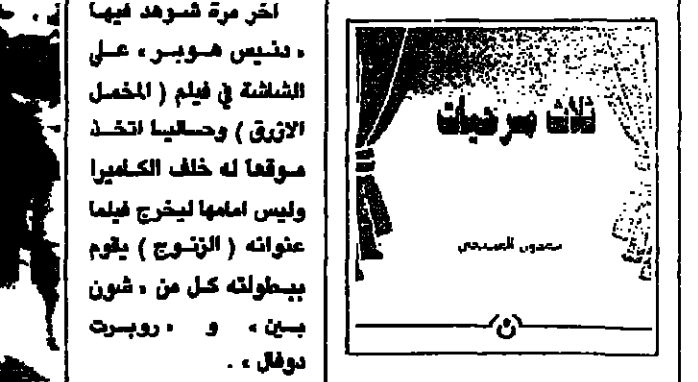 اخر مرة شوهد فيها
« دنيس هوبر » على
الشاشة في فيلم ( المخمل
الازرق ) وحاليا اتخذ
موقعا له خلف الكاميرا
وليس امامها ليخرج فيلما
عنوانه ( الزنوج ) يقوم
ببطولته كل من « شون
بين » و « روبرت
دوفال » .
ثلاث مسرحيات
ن